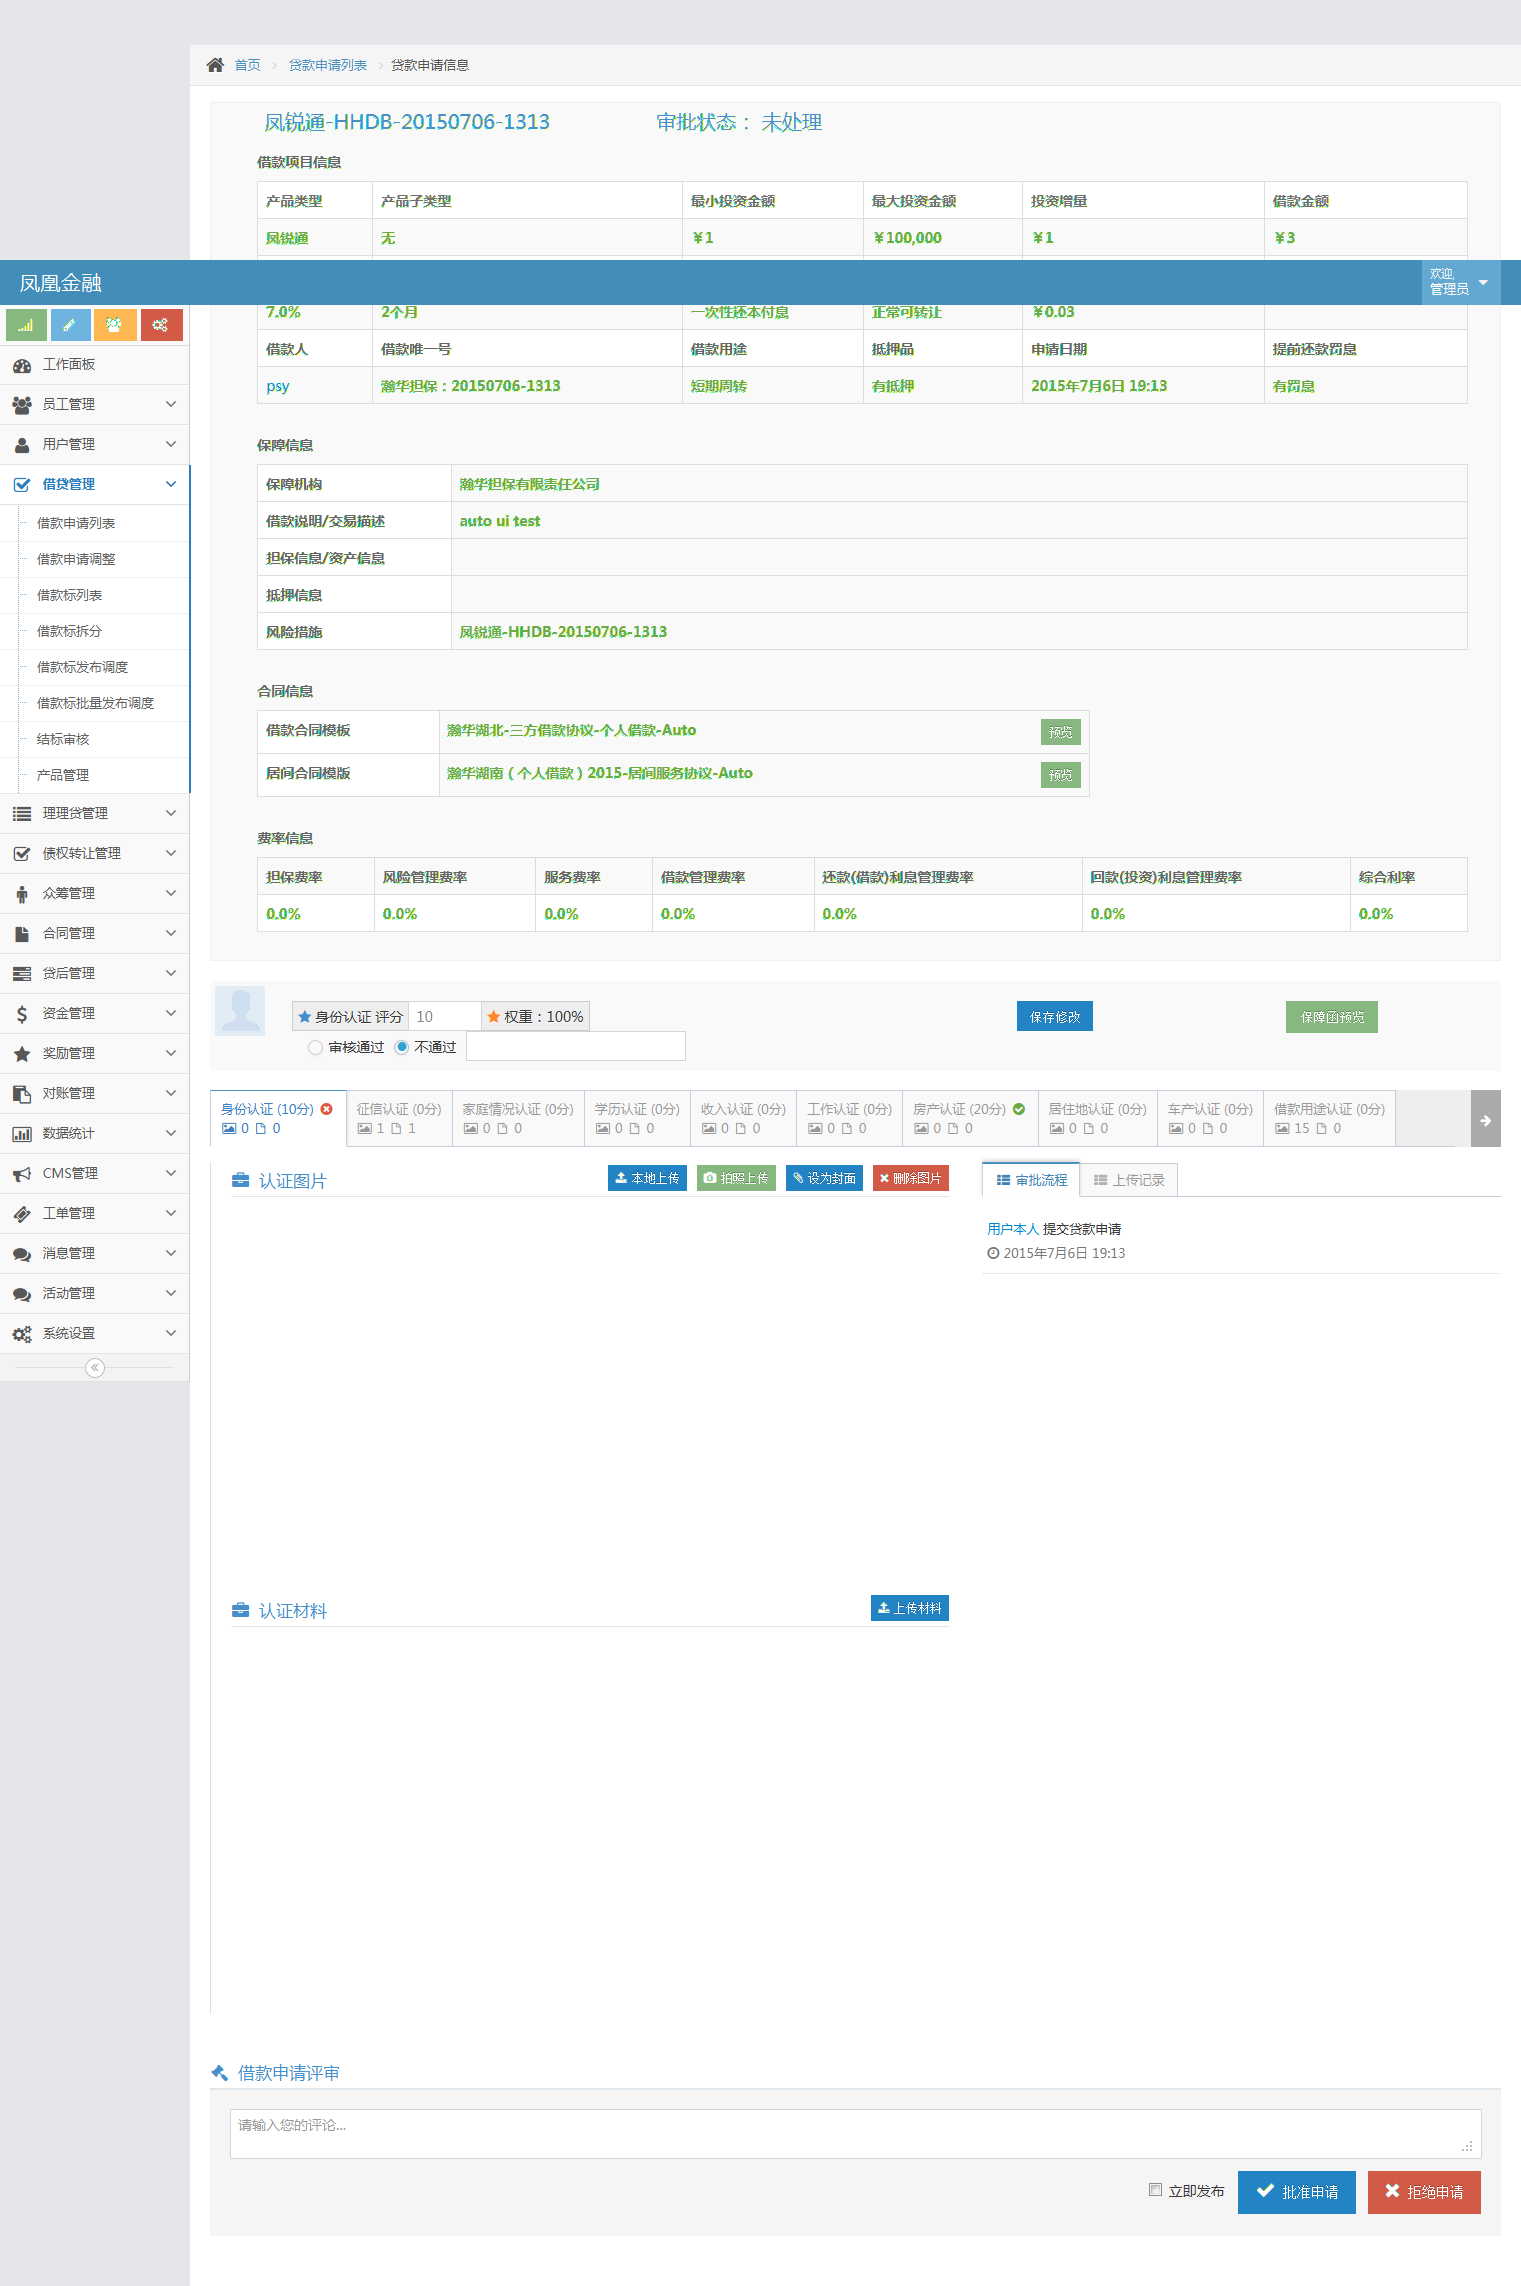 首页 贷款申请列表 贷款申请信息
凤锐通-HHDB-20150706-1313 审批状态： 未处理
借款项目信息
产品类型 产品子类型 最小投资金额 最大投资金额 投资增量 借款金额
凤锐通 无 ￥1 ￥100,000 ￥1 ￥3
凤凰金融 欢迎, 管理员
7.0% 2个月 一次性还本付息 正常可转让 ￥0.03
借款人 借款唯一号 借款用途 抵押品 申请日期 提前还款罚息
psy 瀚华担保：20150706-1313 短期周转 有抵押 2015年7月6日 19:13 有罚息
工作面板
员工管理
用户管理
借贷管理
借款申请列表
借款申请调整
借款标列表
借款标拆分
借款标发布调度
借款标批量发布调度
结标审核
产品管理
理理贷管理
债权转让管理
众筹管理
合同管理
贷后管理
资金管理
奖励管理
对账管理
数据统计
CMS管理
工单管理
消息管理
活动管理
系统设置
保障信息
保障机构 瀚华担保有限责任公司
借款说明/交易描述 auto ui test
担保信息/资产信息
抵押信息
风险措施 凤锐通-HHDB-20150706-1313
合同信息
借款合同模板 瀚华湖北-三方借款协议-个人借款-Auto 预览
居间合同模版 瀚华湖南（个人借款）2015-居间服务协议-Auto 预览
费率信息
担保费率 风险管理费率 服务费率 借款管理费率 还款(借款)利息管理费率 回款(投资)利息管理费率 综合利率
0.0% 0.0% 0.0% 0.0% 0.0% 0.0% 0.0%
身份认证 评分 10 权重：100% 保存修改 保障函预览
审核通过 不通过
身份认证 (10分) 征信认证 (0分) 家庭情况认证 (0分) 学历认证 (0分) 收入认证 (0分) 工作认证 (0分) 房产认证 (20分) 居住地认证 (0分) 车产认证 (0分) 借款用途认证 (0分)
0 0 1 1 0 0 0 0 0 0 0 0 0 0 0 0 0 0 15 0
认证图片 本地上传 拍照上传 设为封面 删除图片 审批流程 上传记录
用户本人 提交贷款申请
2015年7月6日 19:13
认证材料 上传材料
借款申请评审
请输入您的评论...
立即发布 批准申请 拒绝申请